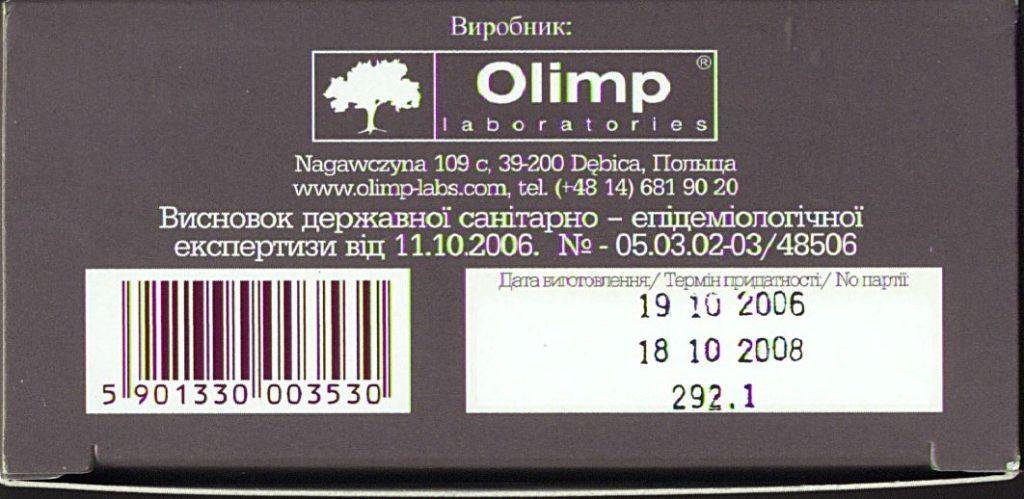 Виробник:
Olimp®
laboratories
Nagawczyna 109 c, 39-200 Dębica, Польща
www.olimp-labs.com, tel. (+48 14) 681 90 20
Висновок державної санітарно – епідеміологічної
експертизи від 11.10.2006. № - 05.03.02-03/48506
Дата виготовлення:/ Термін придатності:/ No партії:
19 10 2006
18 10 2008
292.1
5 901330 003530